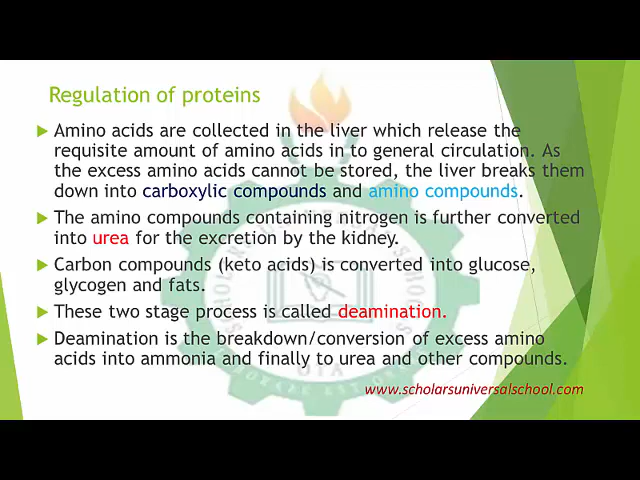 Regulation of proteins
Amino acids are collected in the liver which release the
requisite amount of amino acids in to general circulation. As
the excess amino acids cannot be stored, the liver breaks them
down into carboxylic compounds and amino compounds.
The amino compounds containing nitrogen is further converted
into urea for the excretion by the kidney.
Carbon compounds (keto acids) is converted into glucose,
glycogen and fats.
These two stage process is called deamination.
Deamination is the breakdown/conversion of excess amino
acids into ammonia and finally to urea and other compounds.
www.scholarsuniversalschool.com